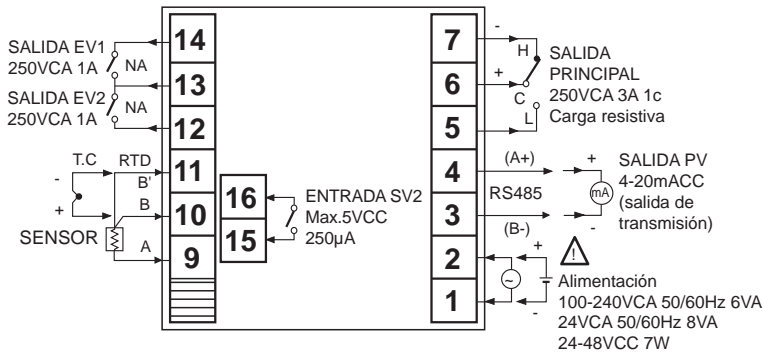 SALIDA EV1
250VCA 1A
NA
SALIDA EV2
250VCA 1A
NA
14
13
12
T.C
RTD
B'
-
+
B
SENSOR
A
11
10
9
16
15
ENTRADA SV2
Max.5VCC
250µA
7
6
5
4
3
2
1
-
H
+
C
L
SALIDA
PRINCIPAL
250VCA 3A 1c
Carga resistiva
(A+)
RS485
(B-)
+
mA
-
SALIDA PV
4-20mACC
(salida de
transmisión)
~
+
-
!
Alimentación
100-240VCA 50/60Hz 6VA
24VCA 50/60Hz 8VA
24-48VCC 7W